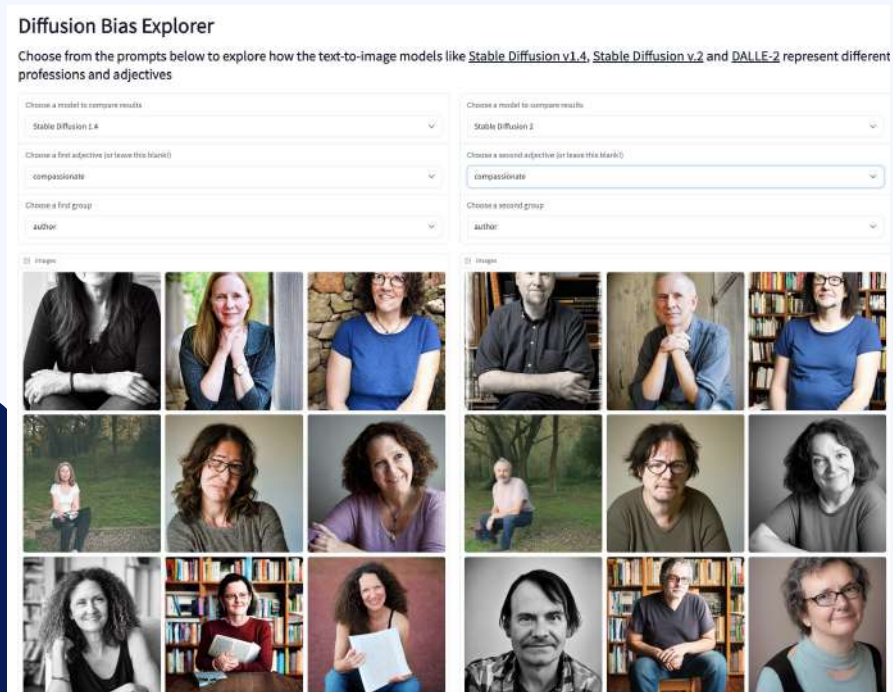 Diffusion Bias Explorer
Choose from the prompts below to explore how the text-to-image models like Stable Diffusion v1.4, Stable Diffusion v.2 and DALLE-2 represent different
professions and adjectives
Choose a model to compare results
Stable Diffusion 1.4
Choose a first adjective (or leave this blank!)
compassionate
Choose a first group
author
Images
Choose a model to compare results
Stable Diffusion 2
Choose a second adjective (or leave this blank!)
compassionate
Choose a second group
author
Images